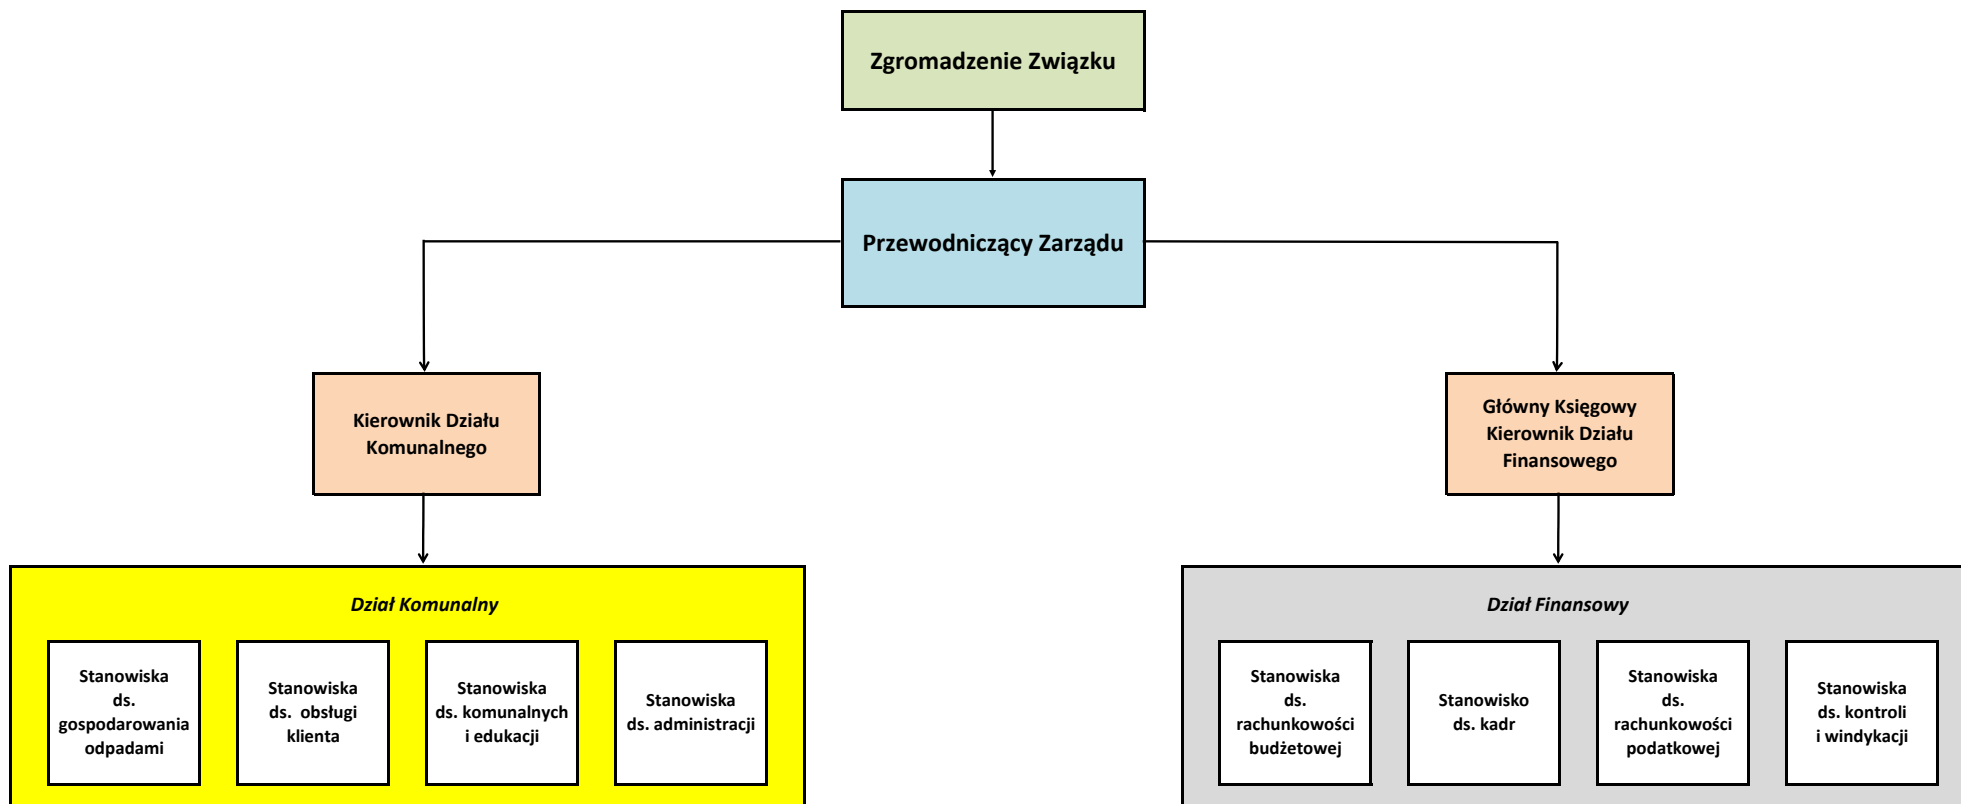 Zgromadzenie Związku
Przewodniczący Zarządu
Kierownik Działu
Komunalnego
Główny Księgowy
Kierownik Działu
Finansowego
Dział Komunalny
Stanowiska
ds.
gospodarowania
odpadami
Stanowiska
ds. obsługi
klienta
Stanowiska
ds. komunalnych
i edukacji
Stanowiska
ds. administracji
Dział Finansowy
Stanowiska
ds.
rachunkowości
budżetowej
Stanowisko
ds. kadr
Stanowiska
ds.
rachunkowości
podatkowej
Stanowiska
ds. kontroli
i windykacji